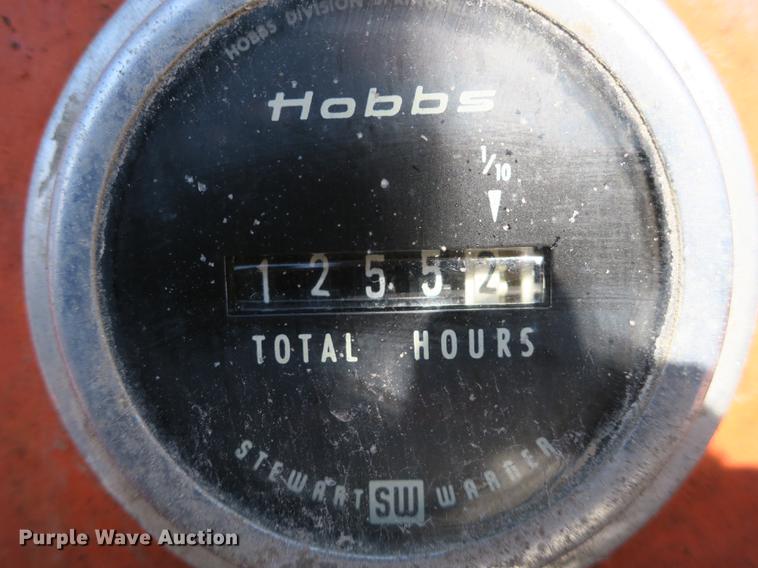 HOBBS DIVISION
Hobbs
1/10
1 2 5 5 2
TOTAL HOURS
STEWART SW WARNER
Purple Wave Auction